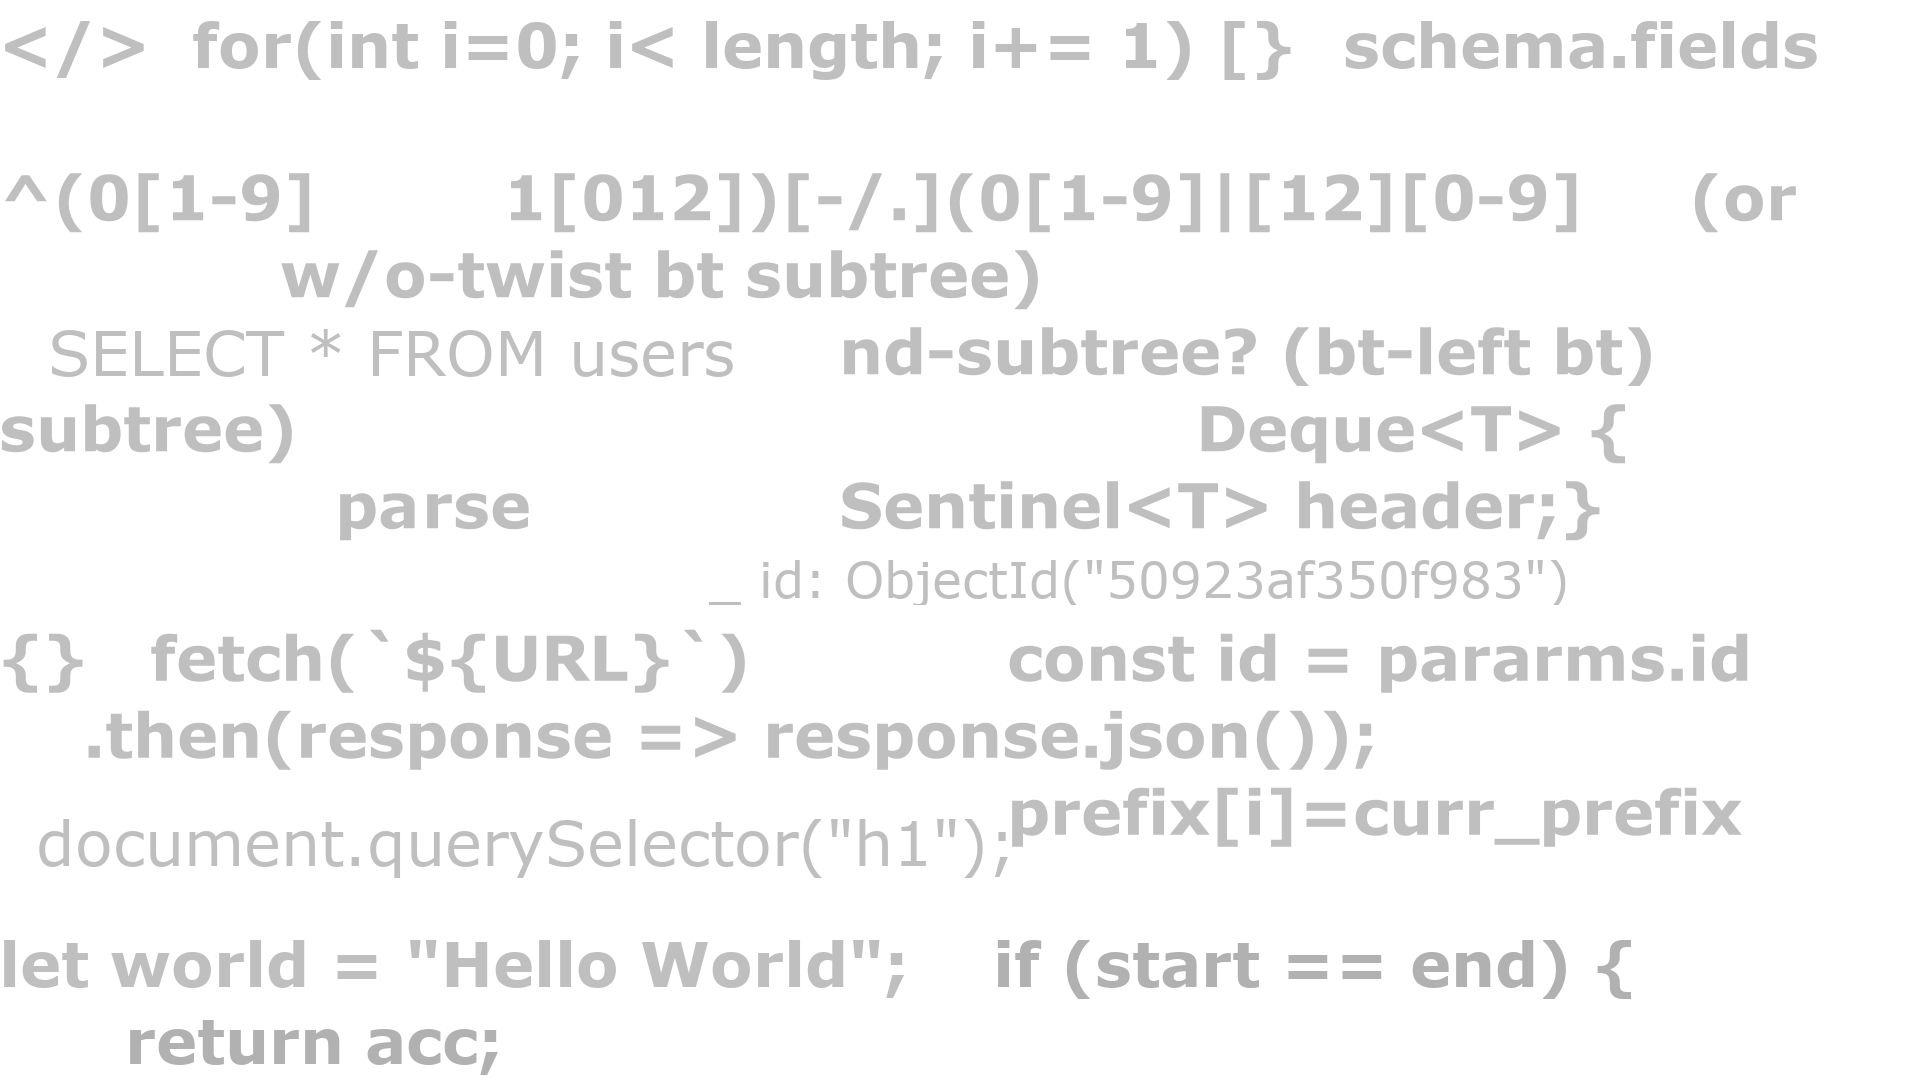 </> for(int i=0; i< length; i+= 1) [} schema.fields
^(0[1-9] 1[012])[-/.](0[1-9]|[12][0-9] (or
w/o-twist bt subtree)
SELECT * FROM users nd-subtree? (bt-left bt)
subtree) Deque<T> {
parse Sentinel<T> header;}
_ id: ObjectId("50923af350f983")
{} fetch(`${URL}`) const id = pararms.id
.then(response => response.json());
prefix[i]=curr_prefix
document.querySelector("h1");
let world = "Hello World"; if (start == end) {
return acc;